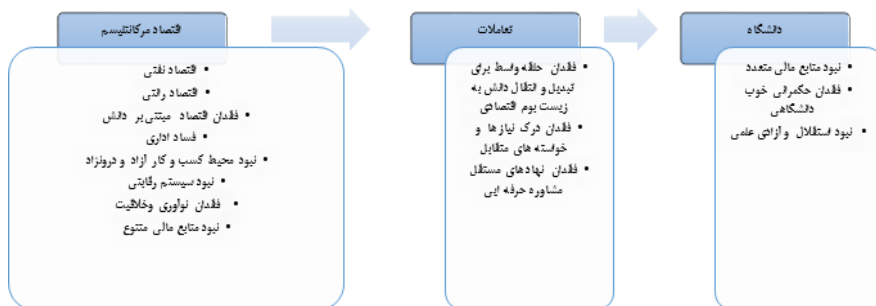 دانشگاه
• نبود منابع مالی متعدد
• فقدان حکمرانی خوب
دانشگاهی
• نبود استقلال و آزادی علمی
تعاملات
• فقدان حلقه واسط برای
تبدیل و انتقال دانش به
زیست بوم اقتصادی
• فقدان درک نیازها و
خواسته های متقابل
• فقدان نهادهای مستقل
مشاوره حرفه ایی
اقتصاد مرکانتلیسم
• اقتصاد نفتی
• اقتصاد رانتی
• فقدان اقتصاد مبتنی بر دانش
• فساد اداری
• نبود محیط کسب و کار آزاد و درونزاد
• نبود سیستم رقابتی
• فقدان نوآوری وخلاقیت
• نبود منابع مالی متنوع